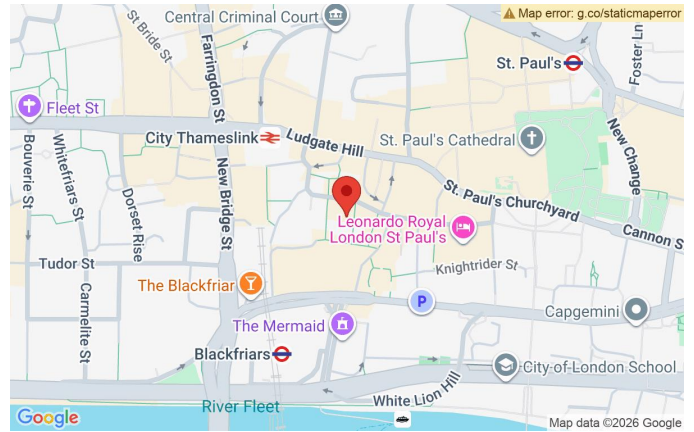 Central Criminal Court
⚠ Map error: g.co/staticmaperror
St Bride St
Farringdon St
Foster Ln
St. Paul's
Fleet St
City Thameslink
Ludgate Hill
St. Paul's Cathedral
New Change
Bouverie St
Whitefriars St
Dorset Rise
New Bridge St
St. Paul's Churchyard
Leonardo Royal
London St Paul's
Cannon S
Tudor St
Knightrider St
The Blackfriar
P
Carmelite St
The Mermaid
Capgemini
Blackfriars
City of London School
White Lion Hill
River Fleet
Google
Map data ©2026 Google